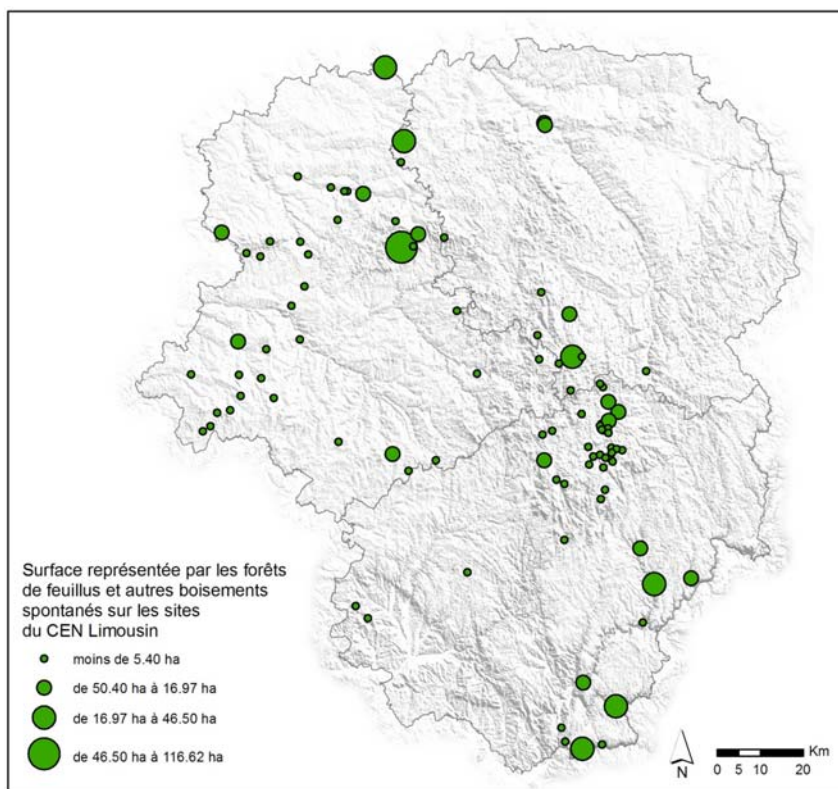 Surface représentée par les forêts
de feuillus et autres boisements
spontanés sur les sites
du CEN Limousin
moins de 5.40 ha
de 50.40 ha à 16.97 ha
de 16.97 ha à 46.50 ha
de 46.50 ha à 116.62 ha
N
Km
0 5 10 20